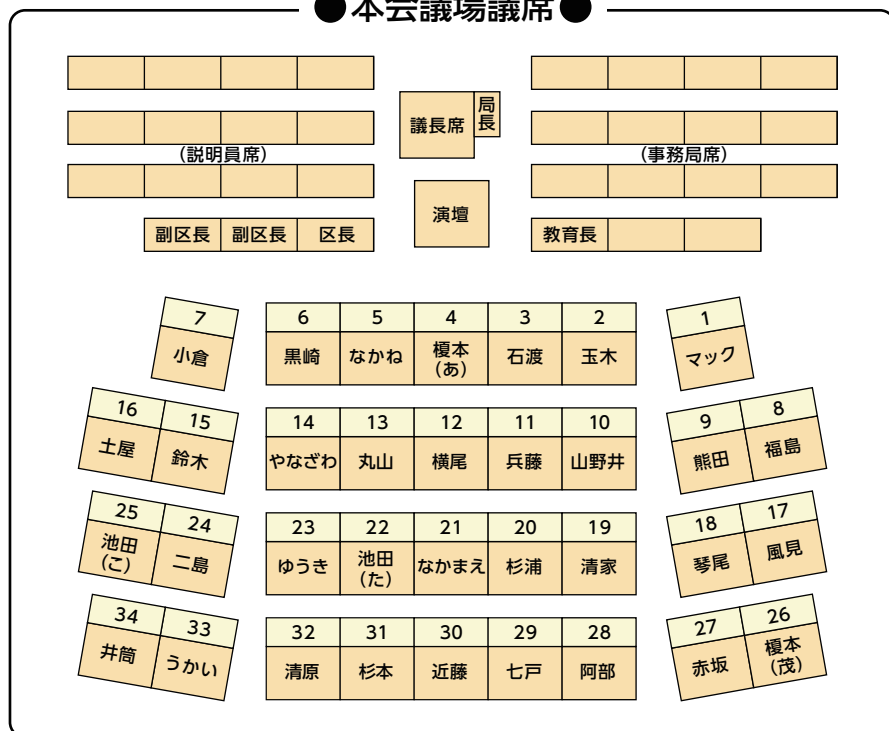 ●本会議場議席●
議長席
局長
(説明員席)
(事務局席)
演壇
副区長 副区長 区長
教育長
7 6 5 4 3 2 1
小倉 黒崎 なかね 榎本(あ) 石渡 玉木 マック
16 15 14 13 12 11 10 9 8
土屋 鈴木 やなざわ 丸山 横尾 兵藤 山野井 熊田 福島
25 24 23 22 21 20 19 18 17
池田(こ) 二島 ゆうき 池田(た) なかまえ 杉浦 清家 琴尾 風見
34 33 32 31 30 29 28 27 26
井筒 うかい 清原 杉本 近藤 七戸 阿部 赤坂 榎本(茂)